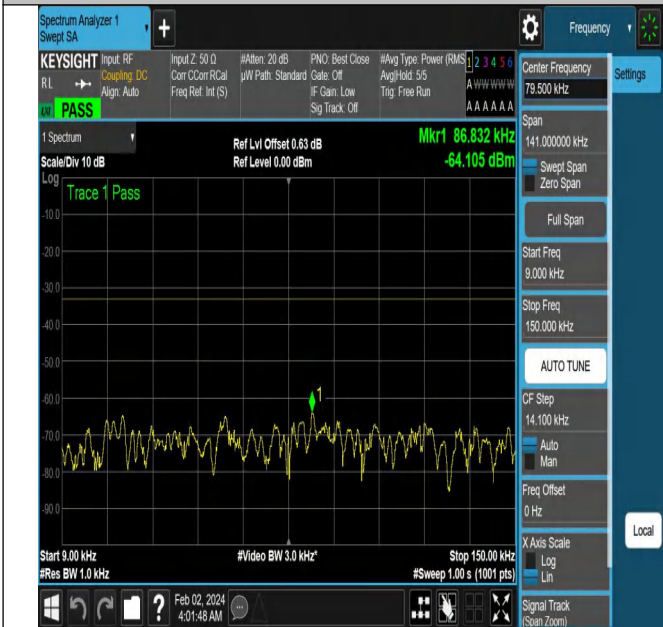 Spectrum Analyzer 1
Swept SA
+
Frequency
KEYSIGHT
RL
PASS
Input: RF
Coupling: DC
Align: Auto
Input Z: 50 Ω
Corr CCorr RCal
Freq Ref: Int (S)
#Atten: 20 dB
µW Path: Standard
PNO: Best Close
Gate: Off
IF Gain: Low
Sig Track: Off
#Avg Type: Power (RMS
Avg|Hold: 5/5
Trig: Free Run
1 2 3 4 5 6
A W W W W W
A A A A A A
Center Frequency
79.500 kHz
Settings
1 Spectrum
Scale/Div 10 dB
Log
Ref Lvl Offset 0.63 dB
Ref Level 0.00 dBm
Mkr1 86.832 kHz
-64.105 dBm
Trace 1 Pass
-10.0
-20.0
-30.0
-40.0
-50.0
-60.0
-70.0
-80.0
-90.0
1
Start 9.00 kHz
#Res BW 1.0 kHz
#Video BW 3.0 kHz*
Stop 150.00 kHz
#Sweep 1.00 s (1001 pts)
Span
141.000000 kHz
Swept Span
Zero Span
Full Span
Start Freq
9.000 kHz
Stop Freq
150.000 kHz
AUTO TUNE
CF Step
14.100 kHz
Auto
Man
Freq Offset
0 Hz
X Axis Scale
Log
Lin
Signal Track
(Span Zoom)
Local
?
Feb 02, 2024
4:01:48 AM